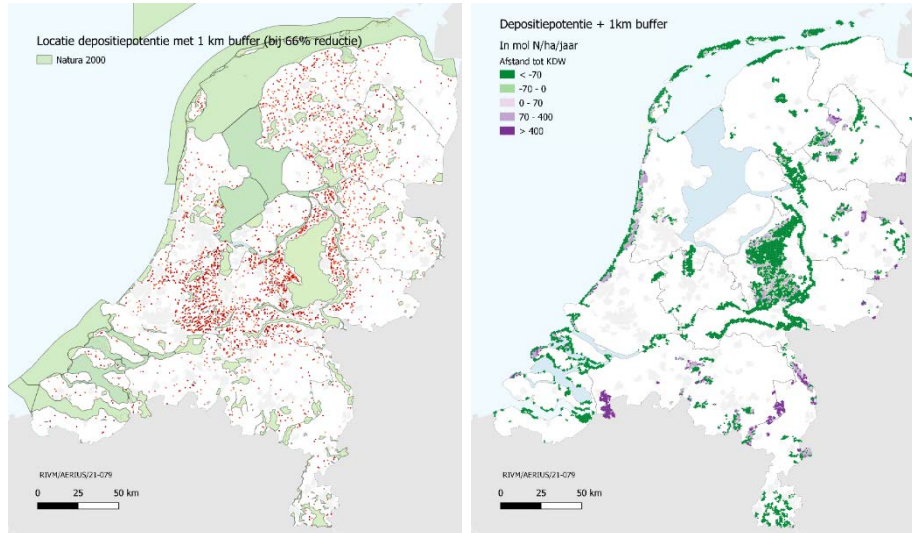 Locatie depositiepotentie met 1 km buffer (bij 66% reductie)
Natura 2000
RIVM/AERIUS/21-079
0 25 50 km
Depositiepotentie + 1km buffer
In mol N/ha/jaar
Afstand tot KDW
< -70
-70 - 0
0 - 70
70 - 400
> 400
RIVM/AERIUS/21-079
0 25 50 km